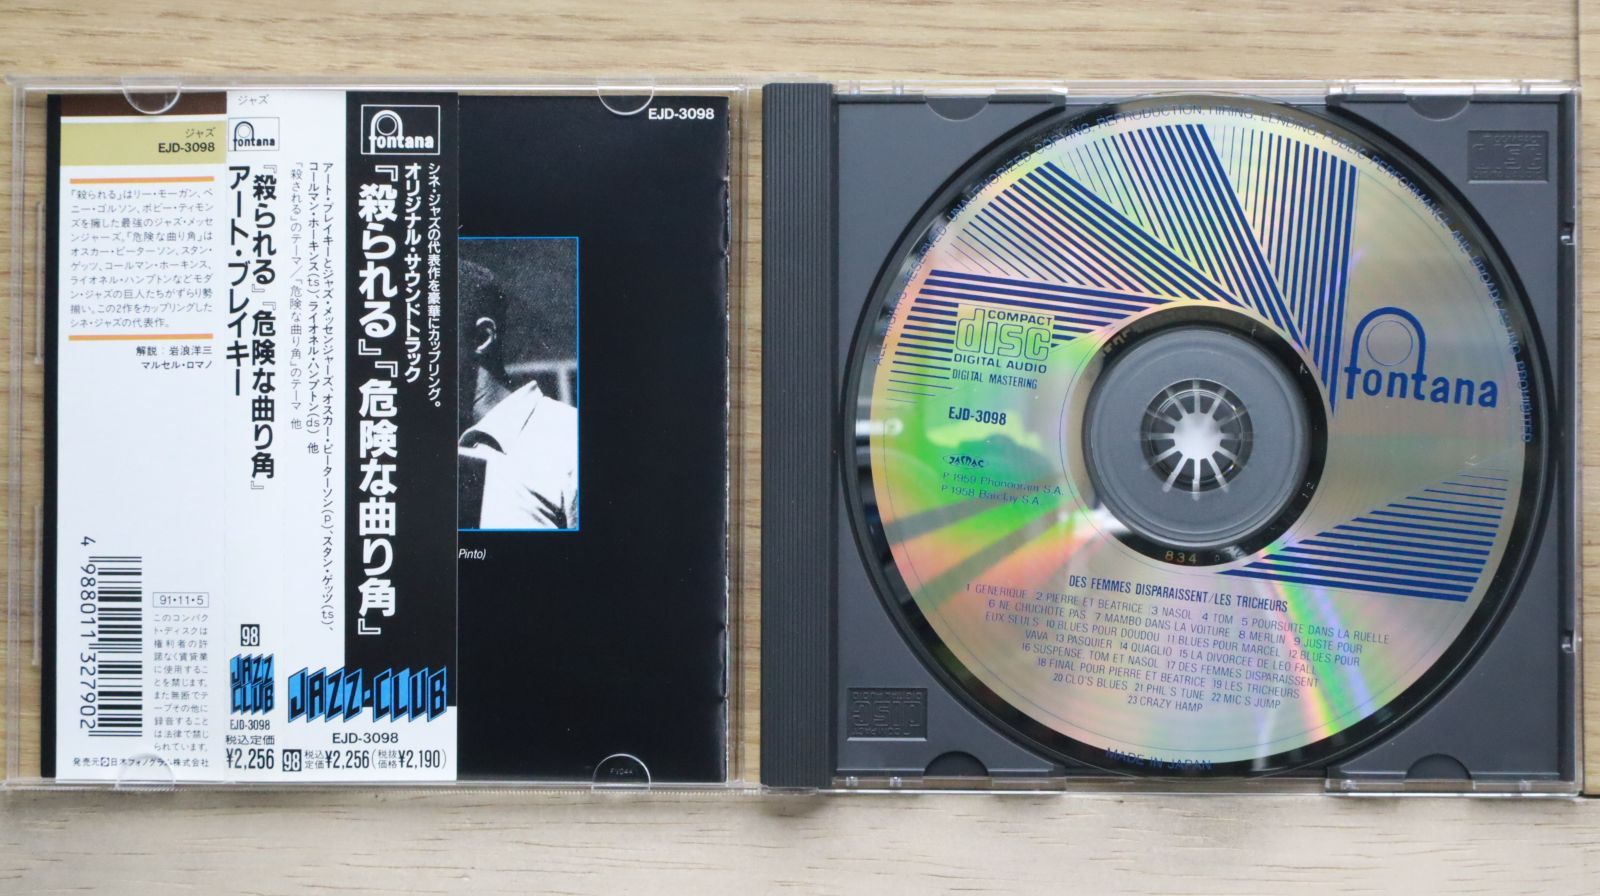 ジャズ
EJD-3098
「殺られる」はリー・モーガン、ベ
ニー・ゴルソン、ボビー・ティモン
ズを擁した最強のジャズ・メッセ
ンジャーズ。「危険な曲り角」は
オスカー・ピーターソン、スタン・
ゲッツ、コールマン・ホーキンス、
ライオネル・ハンプトンなどモダ
ン・ジャズの巨人たちがずらり勢
揃い。この2作をカップリングした
シネ・ジャズの代表作。
解説：岩浪洋三
マルセル・ロマノ
4 988011 327902
91・11・5
このコンパク
ト・ディスクは
権利者の許
諾なく賃貸業
に使用するこ
とを禁じます。
また無断でテ
ープその他に
録音すること
は法律で禁じ
られています。
発売元 日本フォノグラム株式会社
ジャズ
fontana
『殺られる』『危険な曲り角』
アート・ブレイキー
98
JAZZ
CLUB
EJD-3098
税込定価
¥2,256
fontana
シネ・ジャズの代表作を豪華にカップリング。
オリジナル・サウンドトラック
『殺られる』『危険な曲り角』
アート・ブレイキーとジャズ・メッセンジャーズ、オスカー・ピーターソン(p)、スタン・ゲッツ(ts)、
コールマン・ホーキンス(ts)、ライオネル・ハンプトン(ds) 他
「殺される」のテーマ/「危険な曲り角」のテーマ 他
JAZZ・CLUB
EJD-3098
98 税込定価¥2,256(税抜価格¥2,190)
EJD-3098
Pinto)
COMPACT
disc
DIGITAL AUDIO
DIGITAL MASTERING
EJD-3098
P 1959 Phonogram S.A.
P 1958 Barclay S.A.
fontana
834
DES FEMMES DISPARAISSENT/LES TRICHEURS
1 GENERIQUE 2 PIERRE ET BEATRICE 3 NASOL 4 TOM 5 POURSUITE DANS LA RUELLE
6 NE CHUCHOTE PAS 7 MAMBO DANS LA VOITURE 8 MERLIN 9 JUSTE POUR
EUX SEULS 10 BLUES POUR DOUDOU 11 BLUES POUR MARCEL 12 BLUES POUR
VAVA 13 PASQUIER 14 QUAGLIO 15 LA DIVORCEE DE LEO FALL
16 SUSPENSE, TOM ET NASOL 17 DES FEMMES DISPARAISSENT
18 FINAL POUR PIERRE ET BEATRICE 19 LES TRICHEURS
20 CLO'S BLUES 21 PHIL'S TUNE 22 MIC'S JUMP
23 CRAZY HAMP
MADE IN JAPAN